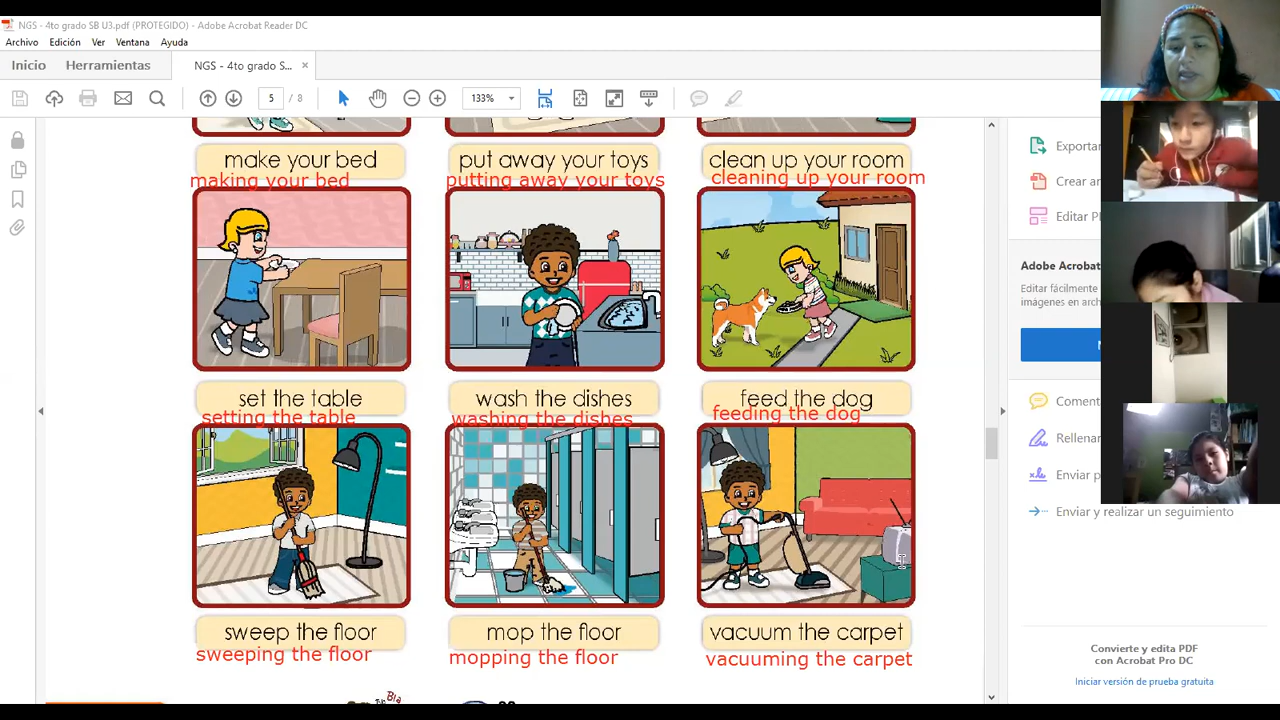 NGS - 4to grado SB U3.pdf (PROTEGIDO) - Adobe Acrobat Reader DC
Archivo Edición Ver Ventana Ayuda
Inicio Herramientas NGS - 4to grado S... ×
5 / 8 133%
make your bed put away your toys clean up your room
making your bed putting away your toys cleaning up your room
set the table wash the dishes feed the dog
setting the table washing the dishes feeding the dog
sweep the floor mop the floor vacuum the carpet
sweeping the floor mopping the floor vacuuming the carpet
Bla
Exportar
Crear ar
Editar P
Adobe Acrobat
Editar fácilmente
imágenes en arch
Coment
Rellenar
Enviar p
Enviar y realizar un seguimiento
Convierte y edita PDF
con Acrobat Pro DC
Iniciar versión de prueba gratuita